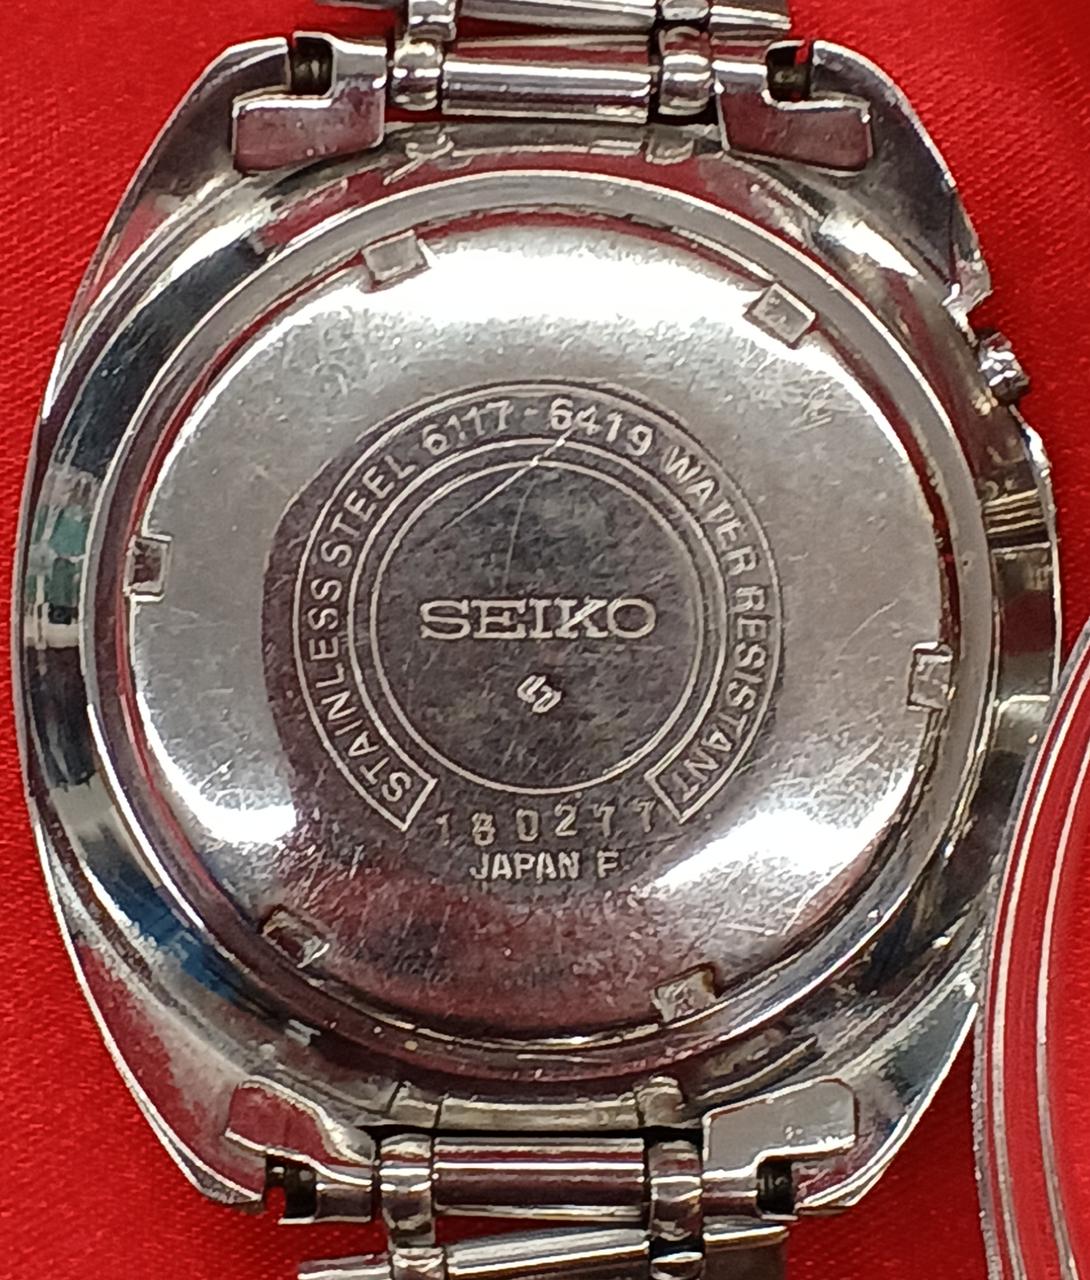 STAINLESS STEEL 6117-6419 WATER RESISTANT
SEIKO
180277
JAPAN F